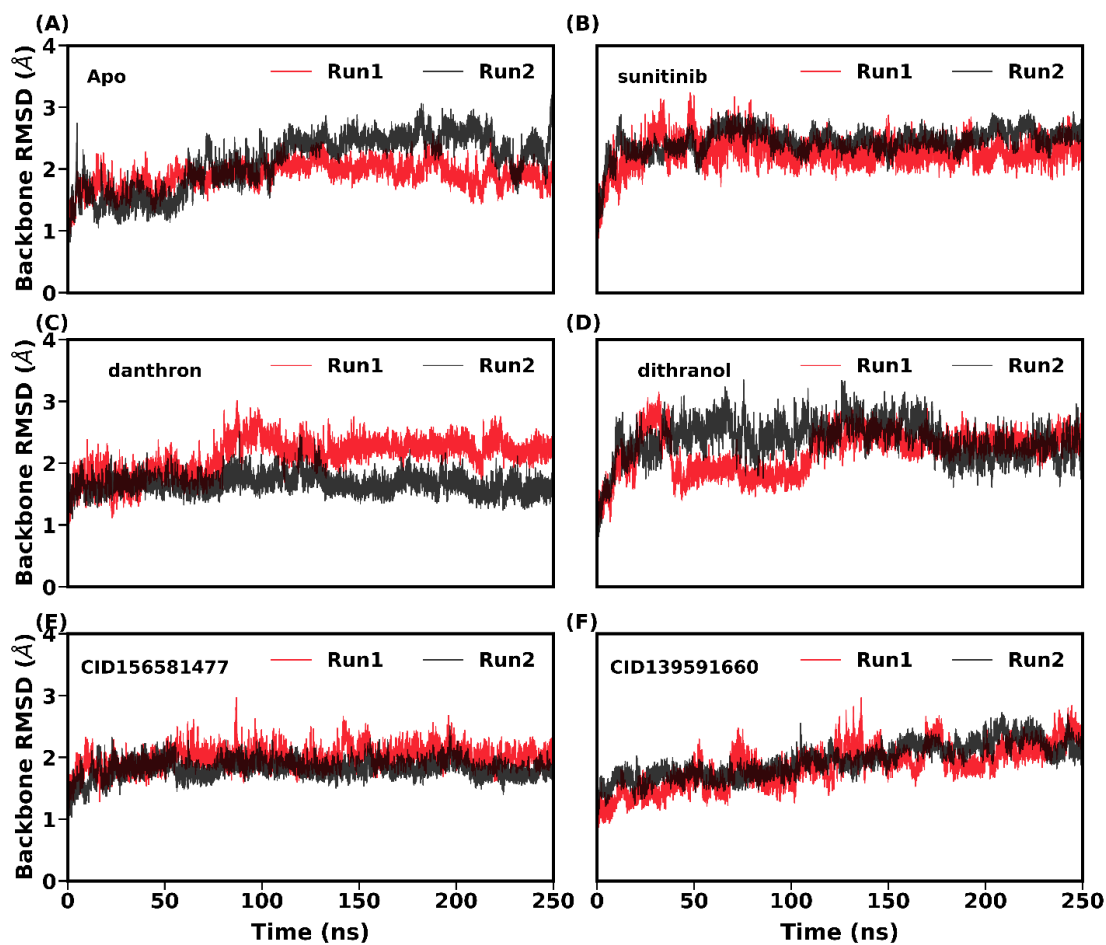 (A)
Backbone RMSD (Å)
4
3
2
1
0
Apo
Run1
Run2
(B)
sunitinib
Run1
Run2
(C)
Backbone RMSD (Å)
4
3
2
1
0
danthron
Run1
Run2
(D)
dithranol
Run1
Run2
(E)
Backbone RMSD (Å)
4
3
2
1
0
CID156581477
Run1
Run2
0 50 100 150 200 250
Time (ns)
(F)
CID139591660
Run1
Run2
0 50 100 150 200 250
Time (ns)